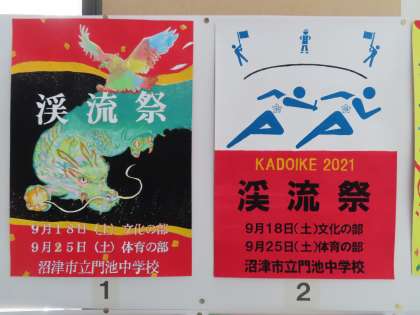 渓流祭
9月18日(土)文化の部
9月25日(土)体育の部
沼津市立門池中学校
1
KADOIKE 2021
渓流祭
9月18日(土)文化の部
9月25日(土)体育の部
沼津市立門池中学校
2